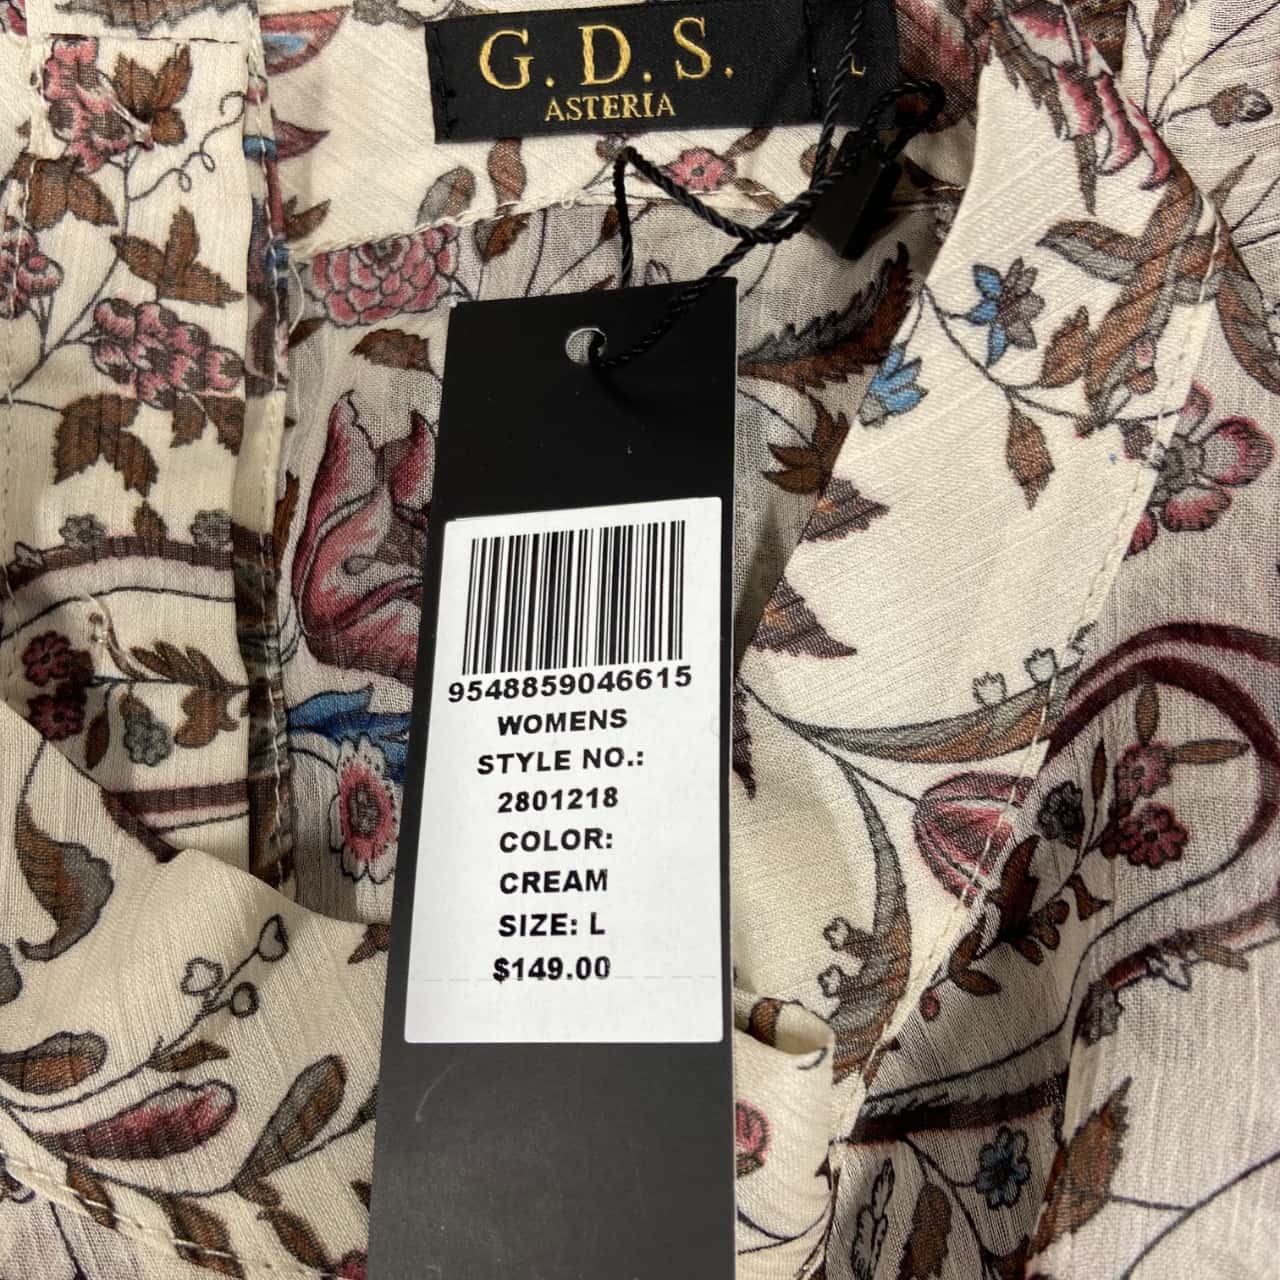 G. D. S.
ASTERIA
L
9548859046615
WOMENS
STYLE NO.:
2801218
COLOR:
CREAM
SIZE: L
$149.00